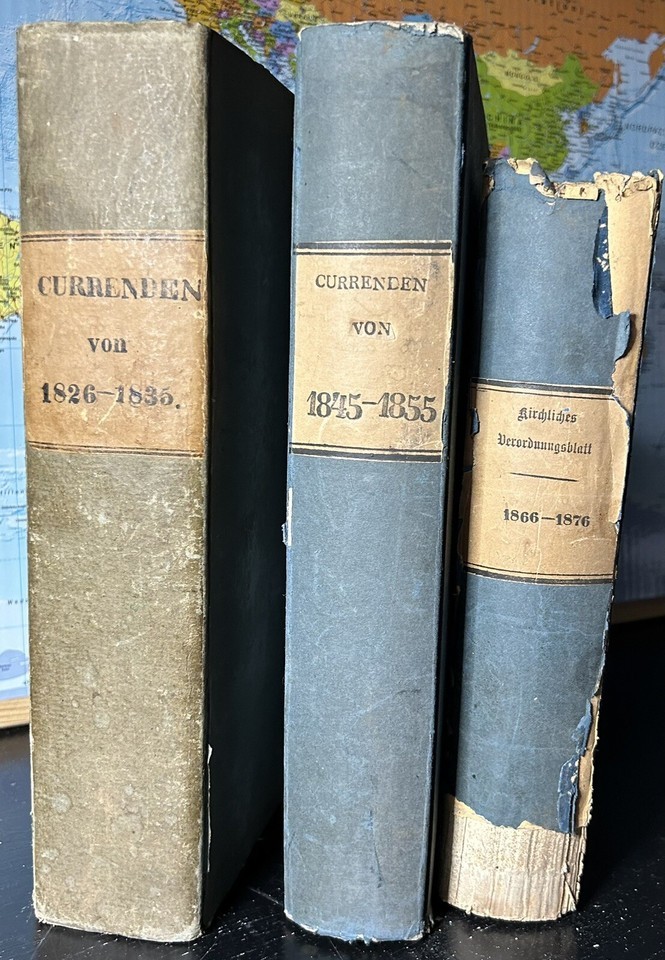 CURRENDEN
von
1826-1835.
CURRENDEN
VON
1845-1855
Kirchliches
Verordnungsblatt
1866-1876